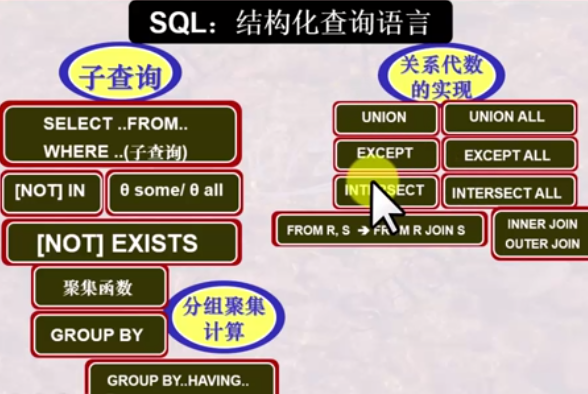 SQL：结构化查询语言
子查询
SELECT ..FROM..
WHERE ..(子查询)
[NOT] IN
θ some/ θ all
[NOT] EXISTS
聚集函数
GROUP BY
分组聚集
计算
GROUP BY..HAVING..
关系代数
的实现
UNION
UNION ALL
EXCEPT
EXCEPT ALL
INTERSECT
INTERSECT ALL
FROM R, S ➔ FROM R JOIN S
INNER JOIN
OUTER JOIN